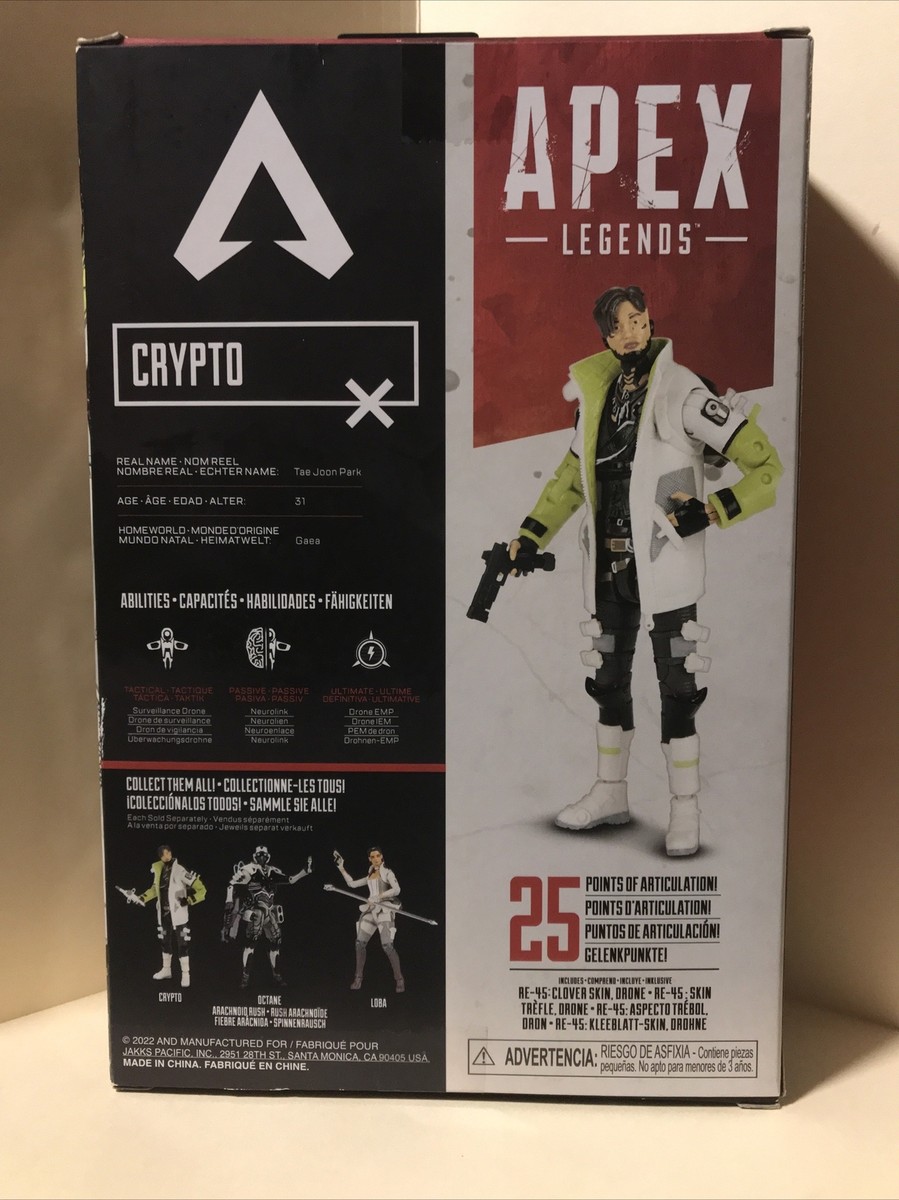 CRYPTO
REAL NAME • NOM REEL
NOMBRE REAL • ECHTER NAME: Tae Joon Park
AGE • ÂGE • EDAD • ALTER: 31
HOMEWORLD • MONDE D'ORIGINE
MUNDO NATAL • HEIMATWELT: Gaea
ABILITIES • CAPACITÉS • HABILIDADES • FÄHIGKEITEN
TACTICAL • TACTIQUE
TÁCTICA • TAKTIK
Surveillance Drone
Drone de surveillance
Dron de vigilancia
Überwachungsdrohne
PASSIVE • PASSIVE
PASIVA • PASSIV
Neurolink
Neurolien
Neuroenlace
Neurolink
ULTIMATE • ULTIME
DEFINITIVA • ULTIMATIVE
Drone EMP
Drone IEM
PEM de dron
Drohnen-EMP
COLLECT THEM ALL! • COLLECTIONNE-LES TOUS!
¡COLECCIÓNALOS TODOS! • SAMMLE SIE ALLE!
Each Sold Separately • Vendus séparément
A la venta por separado • Jeweils separat verkauft
CRYPTO
OCTANE
ARACHNOID RUSH • RUSH ARACHNOÏDE
FIEBRE ARÁCNIDA • SPINNENRAUSCH
LOBA
© 2022 AND MANUFACTURED FOR / FABRIQUÉ POUR
JAKKS PACIFIC, INC., 2951 28TH ST., SANTA MONICA, CA 90405 USA.
MADE IN CHINA. FABRIQUÉ EN CHINE.
APEX
LEGENDS™
25
POINTS OF ARTICULATION!
POINTS D'ARTICULATION!
PUNTOS DE ARTICULACIÓN!
GELENKPUNKTE!
INCLUDES • COMPREND • INCLUYE • INKLUSIVE
RE-45: CLOVER SKIN, DRONE • RE-45 : SKIN
TRÈFLE, DRONE • RE-45: ASPECTO TRÉBOL,
DRON • RE-45: KLEEBLATT-SKIN, DROHNE
ADVERTENCIA: RIESGO DE ASFIXIA - Contiene piezas
pequeñas. No apto para menores de 3 años.